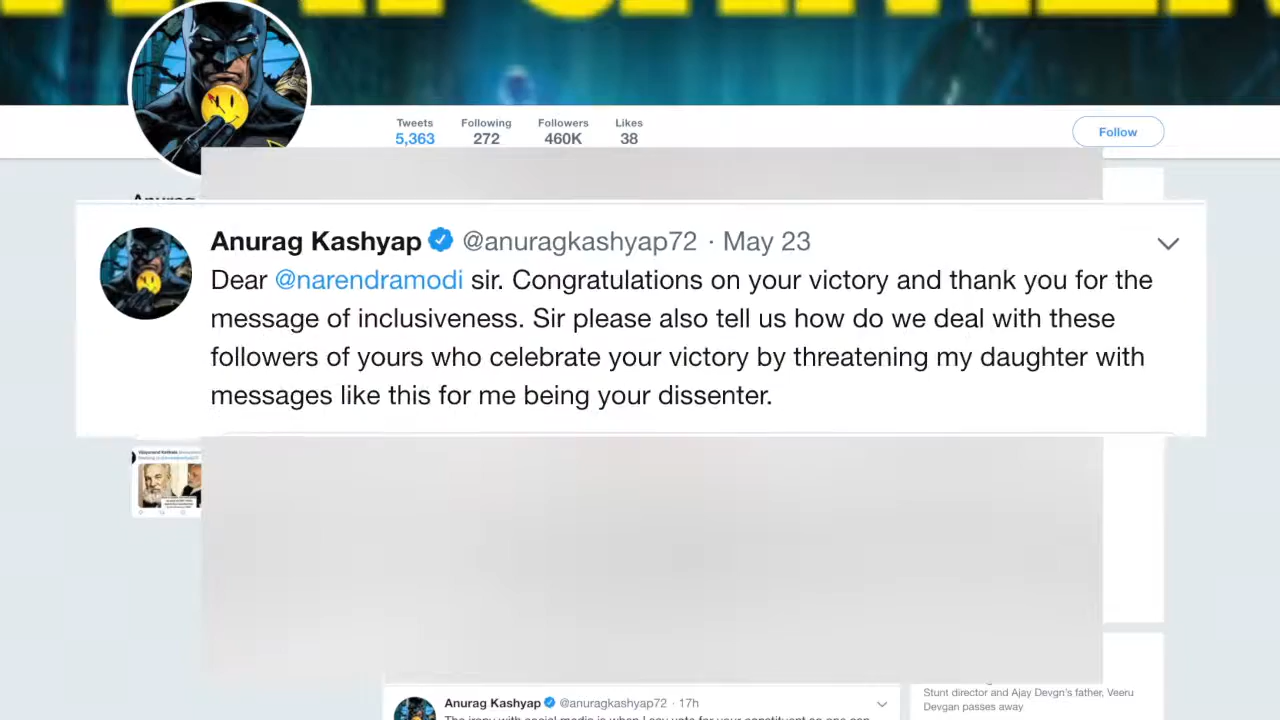 Tweets
5,363
Following
272
Followers
460K
Likes
38
Follow
Anurag Kashyap @anuragkashyap72 · May 23
Dear @narendramodi sir. Congratulations on your victory and thank you for the
message of inclusiveness. Sir please also tell us how do we deal with these
followers of yours who celebrate your victory by threatening my daughter with
messages like this for me being your dissenter.
Anurag Kashyap @anuragkashyap72 · 17h
Stunt director and Ajay Devgn's father, Veeru
Devgan passes away